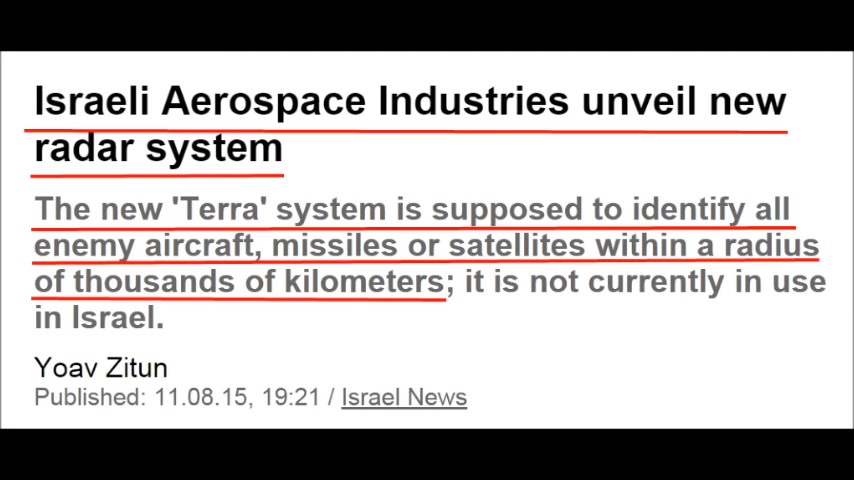 Israeli Aerospace Industries unveil new
radar system
The new 'Terra' system is supposed to identify all
enemy aircraft, missiles or satellites within a radius
of thousands of kilometers; it is not currently in use
in Israel.
Yoav Zitun
Published: 11.08.15, 19:21 / Israel News